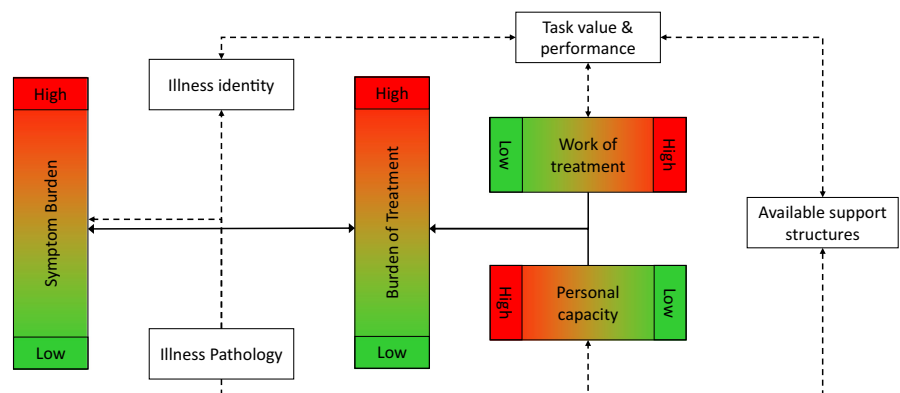 Task value &
performance
Illness identity
High
High
Low
Work of
treatment
High
Symptom Burden
Burden of Treatment
Available support
structures
High
Personal
capacity
Low
Low
Illness Pathology
Low